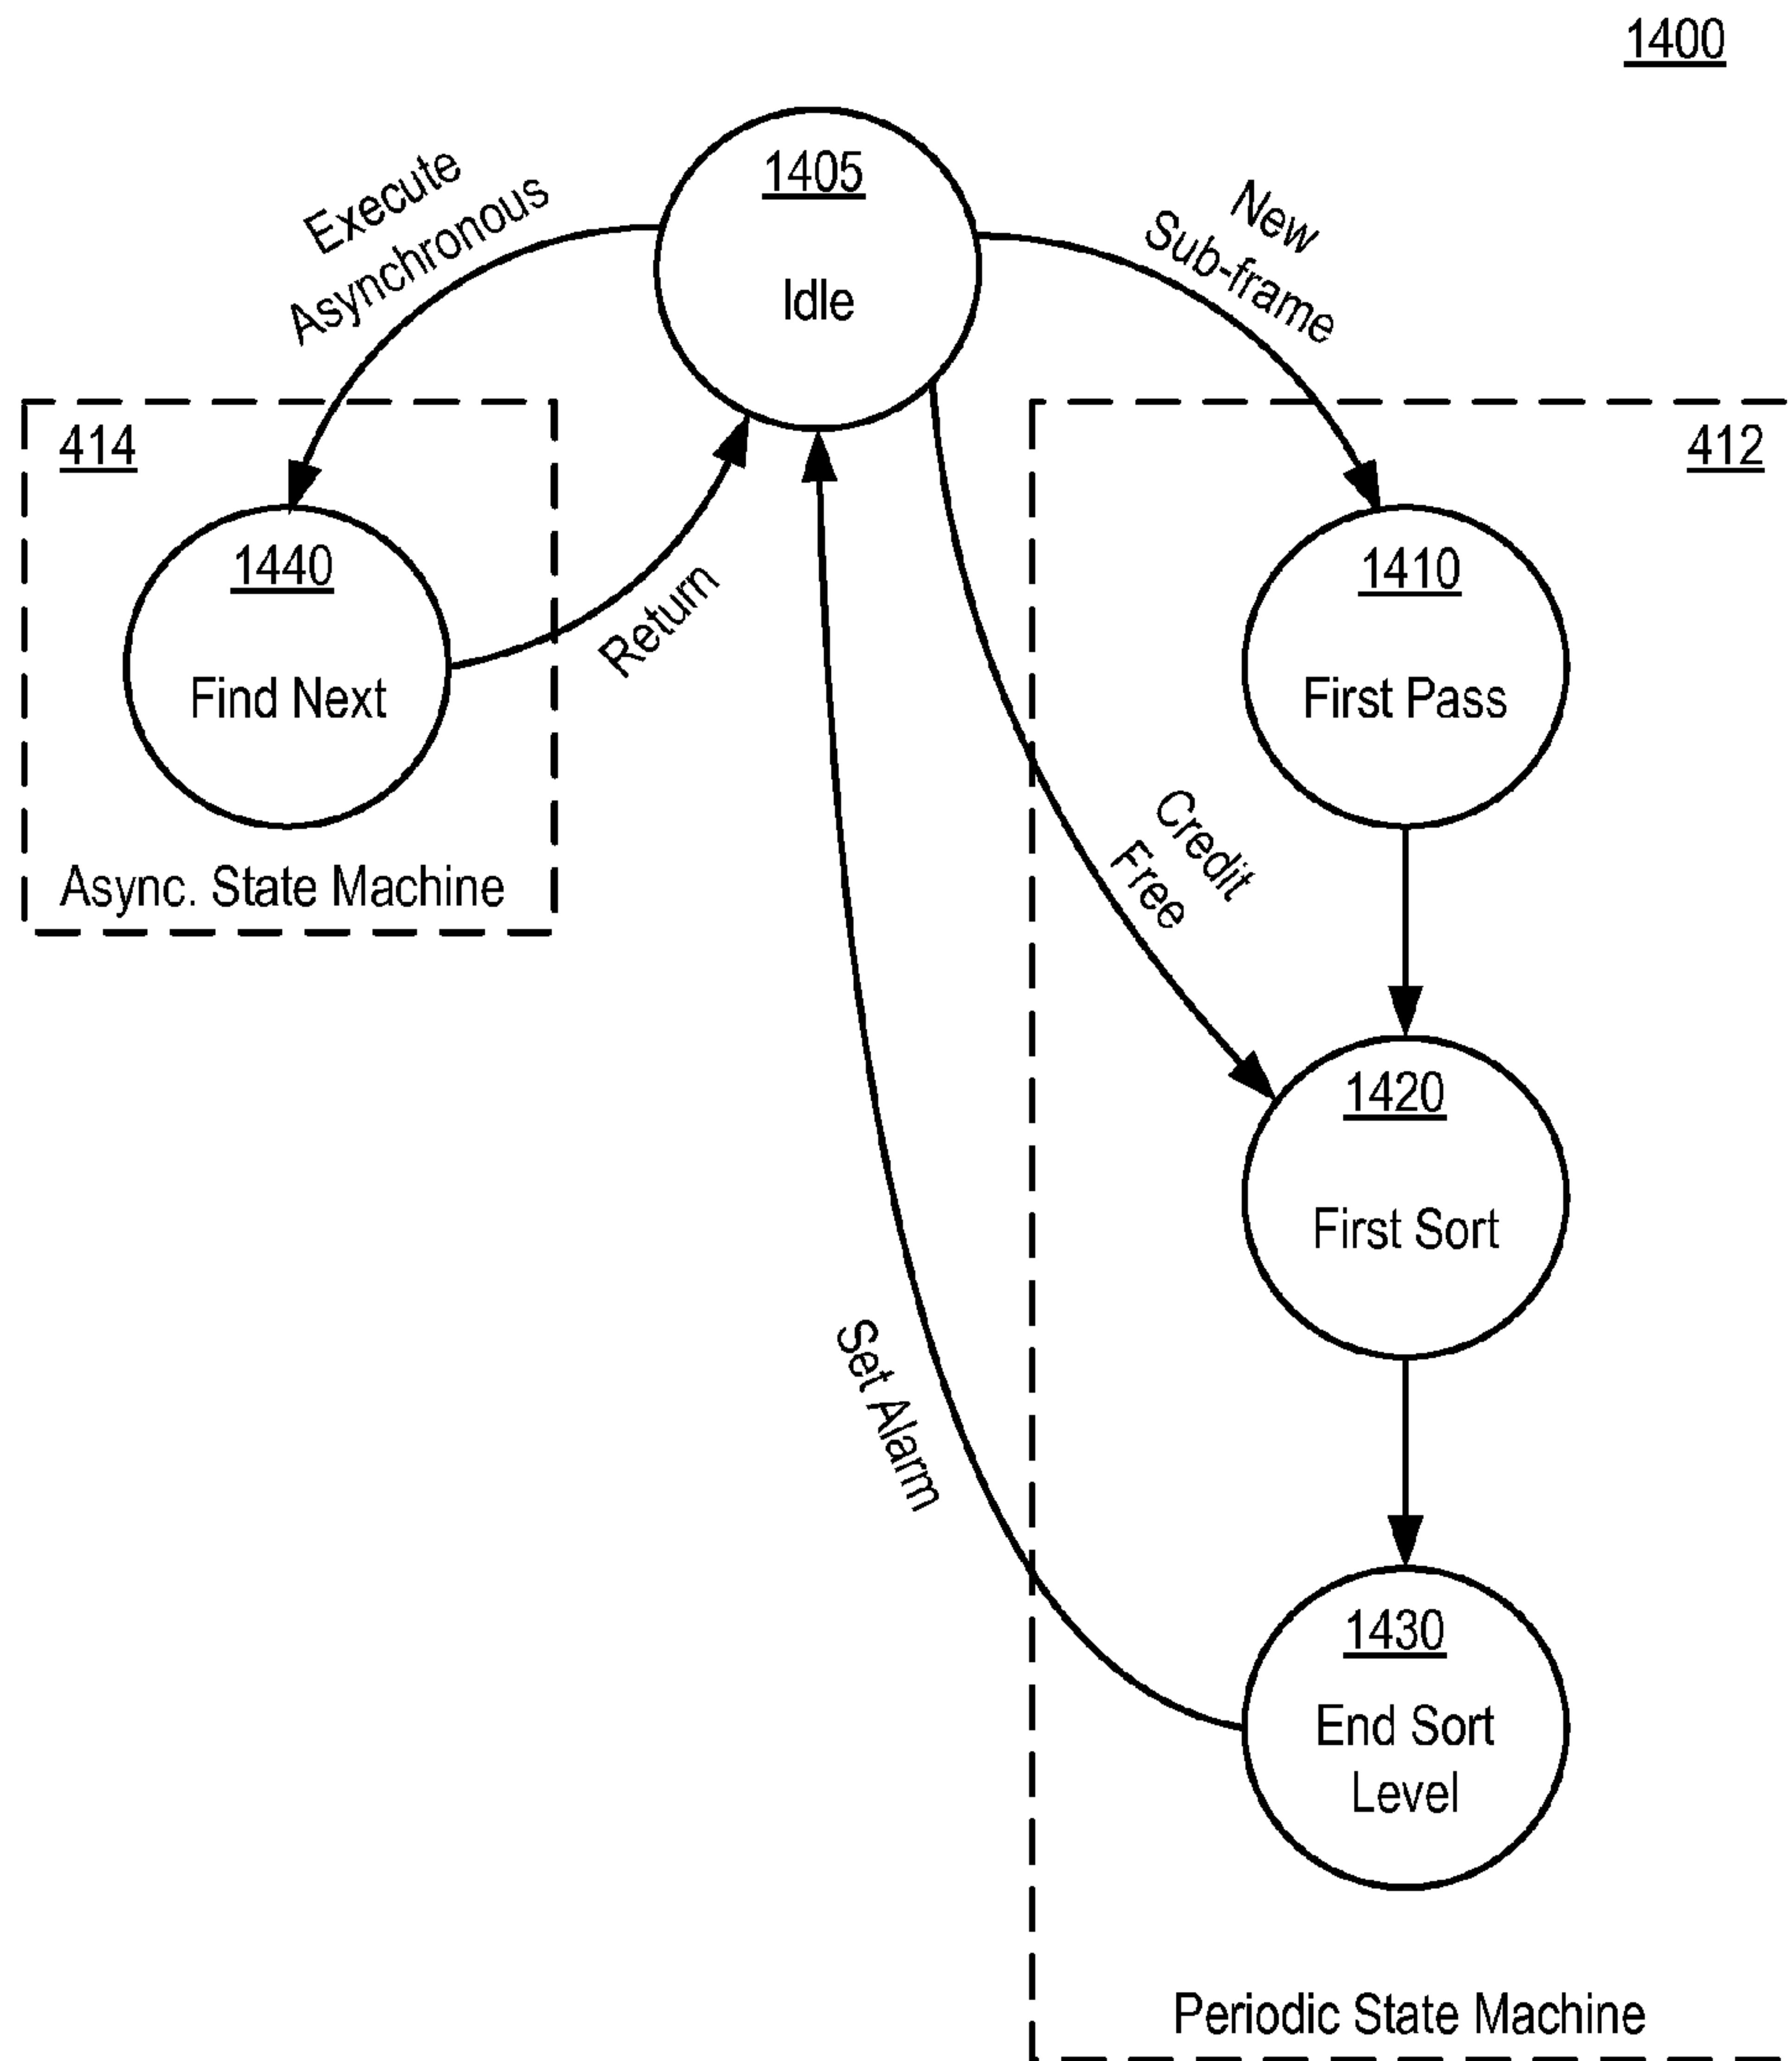 1400
1405
Idle
Execute
Asynchronous
New
Sub-frame
414
1440
Find Next
Async. State Machine
Return
412
1410
First Pass
Credit
Free
1420
First Sort
Set Alarm
1430
End Sort
Level
Periodic State Machine